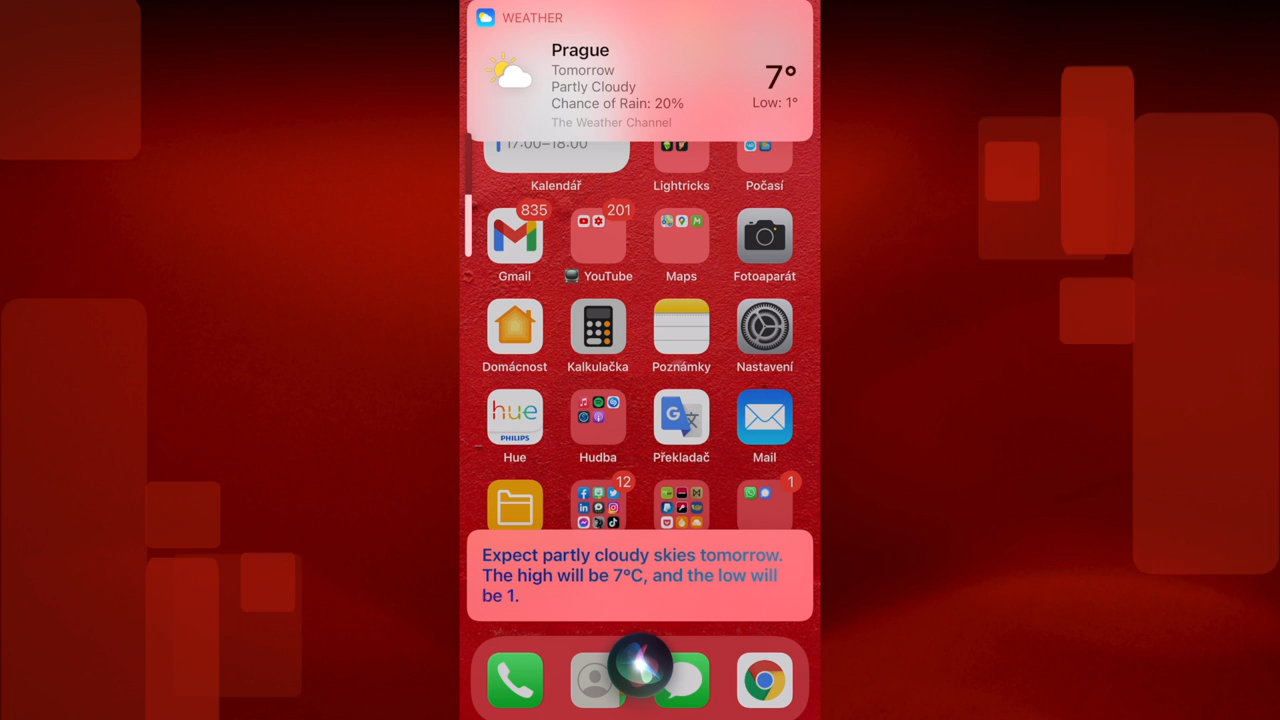 WEATHER
Prague
Tomorrow
Partly Cloudy
Chance of Rain: 20%
The Weather Channel
7°
Low: 1°
17:00–18:00
Kalendář
Lightricks
Počasí
835
201
Gmail
YouTube
Maps
Fotoaparát
Domácnost
Kalkulačka
Poznámky
Nastavení
hue
PHILIPS
Hue
Hudba
Překladač
Mail
12
1
Expect partly cloudy skies tomorrow.
The high will be 7°C, and the low will
be 1.